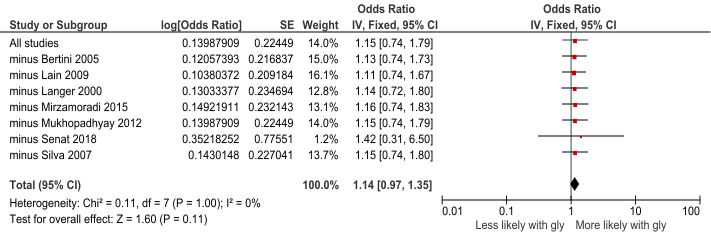 Odds Ratio Odds Ratio
Study or Subgroup log[Odds Ratio] SE Weight IV, Fixed, 95% CI IV, Fixed, 95% CI
All studies 0.13987909 0.22449 14.0% 1.15 [0.74, 1.79]
minus Bertini 2005 0.12057393 0.216837 15.0% 1.13 [0.74, 1.73]
minus Lain 2009 0.10380372 0.209184 16.1% 1.11 [0.74, 1.67]
minus Langer 2000 0.13033377 0.234694 12.8% 1.14 [0.72, 1.80]
minus Mirzamoradi 2015 0.14921911 0.232143 13.1% 1.16 [0.74, 1.83]
minus Mukhopadhyay 2012 0.13987909 0.22449 14.0% 1.15 [0.74, 1.79]
minus Senat 2018 0.35218252 0.77551 1.2% 1.42 [0.31, 6.50]
minus Silva 2007 0.1430148 0.227041 13.7% 1.15 [0.74, 1.80]
Total (95% CI) 100.0% 1.14 [0.97, 1.35]
Heterogeneity: Chi² = 0.11, df = 7 (P = 1.00); I² = 0%
Test for overall effect: Z = 1.60 (P = 0.11)
0.01 0.1 1 10 100
Less likely with gly More likely with gly